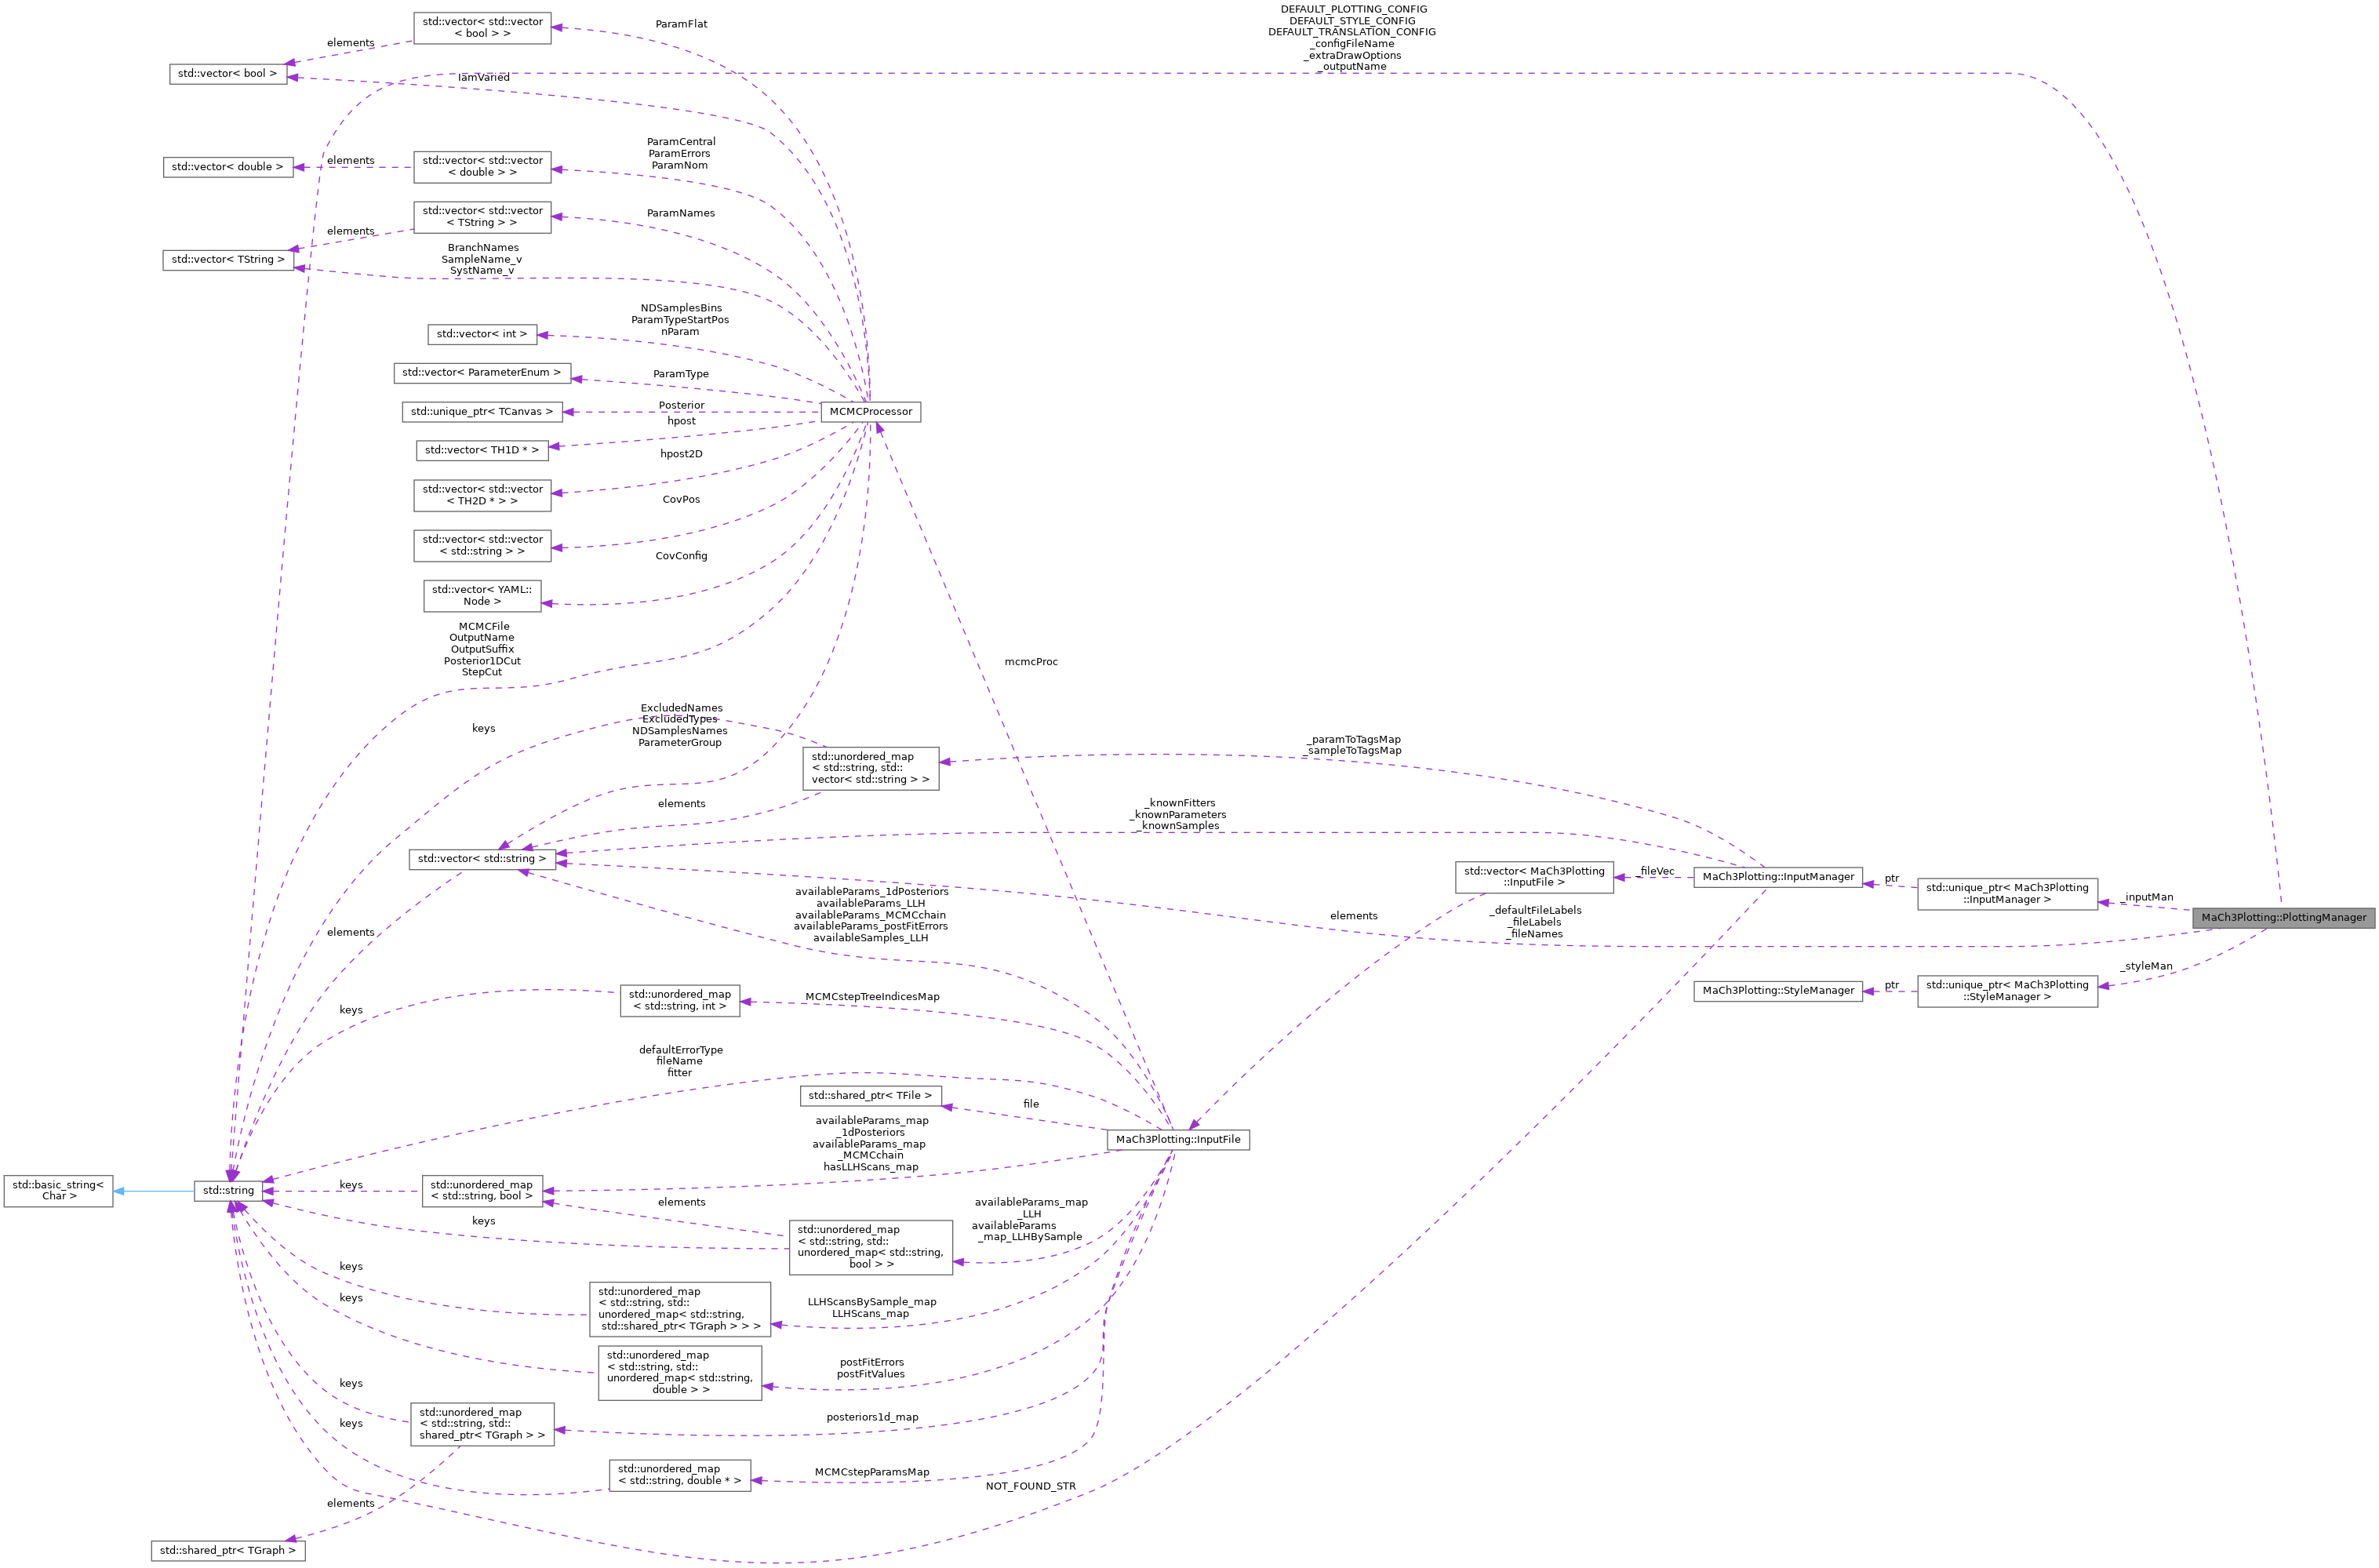 DEFAULT_PLOTTING_CONFIG
DEFAULT_STYLE_CONFIG
DEFAULT_TRANSLATION_CONFIG
_configFileName
_extraDrawOptions
_outputName
std::vector< std::vector
< bool > >
ParamFlat
elements
std::vector< bool >
IamVaried
ParamCentral
ParamErrors
ParamNom
std::vector< double >
elements
std::vector< std::vector
< double > >
std::vector< std::vector
< TString > >
ParamNames
elements
std::vector< TString >
BranchNames
SampleName_v
SystName_v
NDSamplesBins
ParamTypeStartPos
nParam
std::vector< int >
std::vector< ParameterEnum >
ParamType
std::unique_ptr< TCanvas >
Posterior
MCMCProcessor
hpost
std::vector< TH1D * >
hpost2D
std::vector< std::vector
< TH2D * > >
CovPos
std::vector< std::vector
< std::string > >
CovConfig
std::vector< YAML::
Node >
MCMCFile
OutputName
OutputSuffix
Posterior1DCut
StepCut
mcmcProc
keys
ExcludedNames
ExcludedTypes
NDSamplesNames
ParameterGroup
std::unordered_map
< std::string, std::
vector< std::string > >
_paramToTagsMap
_sampleToTagsMap
elements
_knownFitters
_knownParameters
_knownSamples
std::vector< std::string >
std::vector< MaCh3Plotting
::InputFile >
_fileVec
MaCh3Plotting::InputManager
ptr
std::unique_ptr< MaCh3Plotting
::InputManager >
_inputMan
MaCh3Plotting::PlottingManager
availableParams_1dPosteriors
availableParams_LLH
availableParams_MCMCchain
availableParams_postFitErrors
availableSamples_LLH
elements
_defaultFileLabels
_fileLabels
_fileNames
elements
_styleMan
std::unique_ptr< MaCh3Plotting
::StyleManager >
ptr
MaCh3Plotting::StyleManager
std::unordered_map
< std::string, int >
MCMCstepTreeIndicesMap
keys
defaultErrorType
fileName
fitter
std::shared_ptr< TFile >
file
MaCh3Plotting::InputFile
availableParams_map
_1dPosteriors
availableParams_map
_MCMCchain
hasLLHScans_map
std::basic_string<
Char >
std::string
keys
std::unordered_map
< std::string, bool >
elements
keys
availableParams_map
_LLH
availableParams
_map_LLHBySample
std::unordered_map
< std::string, std::
unordered_map< std::string,
bool > >
keys
std::unordered_map
< std::string, std::
unordered_map< std::string,
std::shared_ptr< TGraph > > >
LLHScansBySample_map
LLHScans_map
keys
std::unordered_map
< std::string, std::
unordered_map< std::string,
double > >
postFitErrors
postFitValues
keys
std::unordered_map
< std::string, std::
shared_ptr< TGraph > >
posteriors1d_map
keys
std::unordered_map
< std::string, double * >
MCMCstepParamsMap
NOT_FOUND_STR
elements
std::shared_ptr< TGraph >